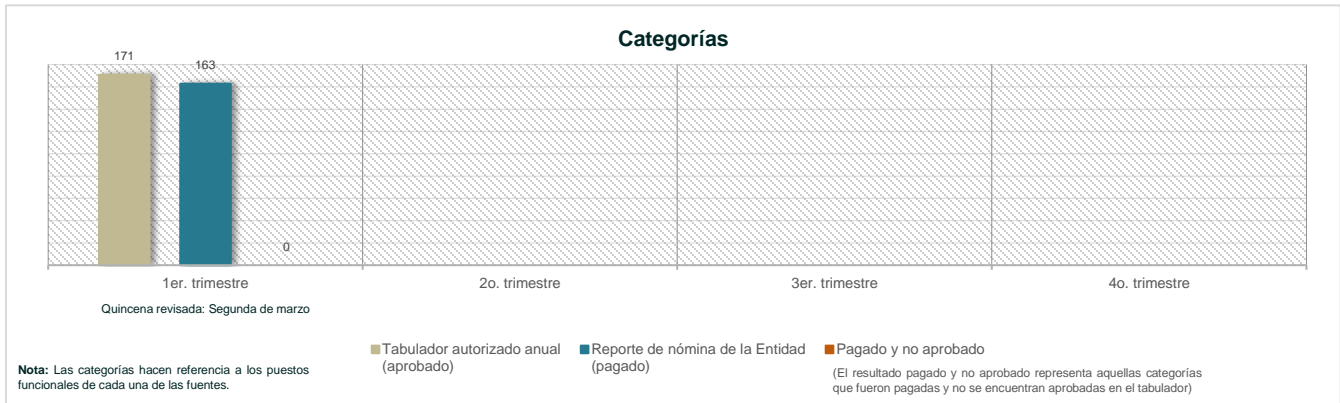 Categorías
171
163
0
1er. trimestre
2o. trimestre
3er. trimestre
4o. trimestre
Quincena revisada: Segunda de marzo
Tabulador autorizado anual
(aprobado)
Reporte de nómina de la Entidad
(pagado)
Pagado y no aprobado
(El resultado pagado y no aprobado representa aquellas categorías
que fueron pagadas y no se encuentran aprobadas en el tabulador)
Nota: Las categorías hacen referencia a los puestos
funcionales de cada una de las fuentes.